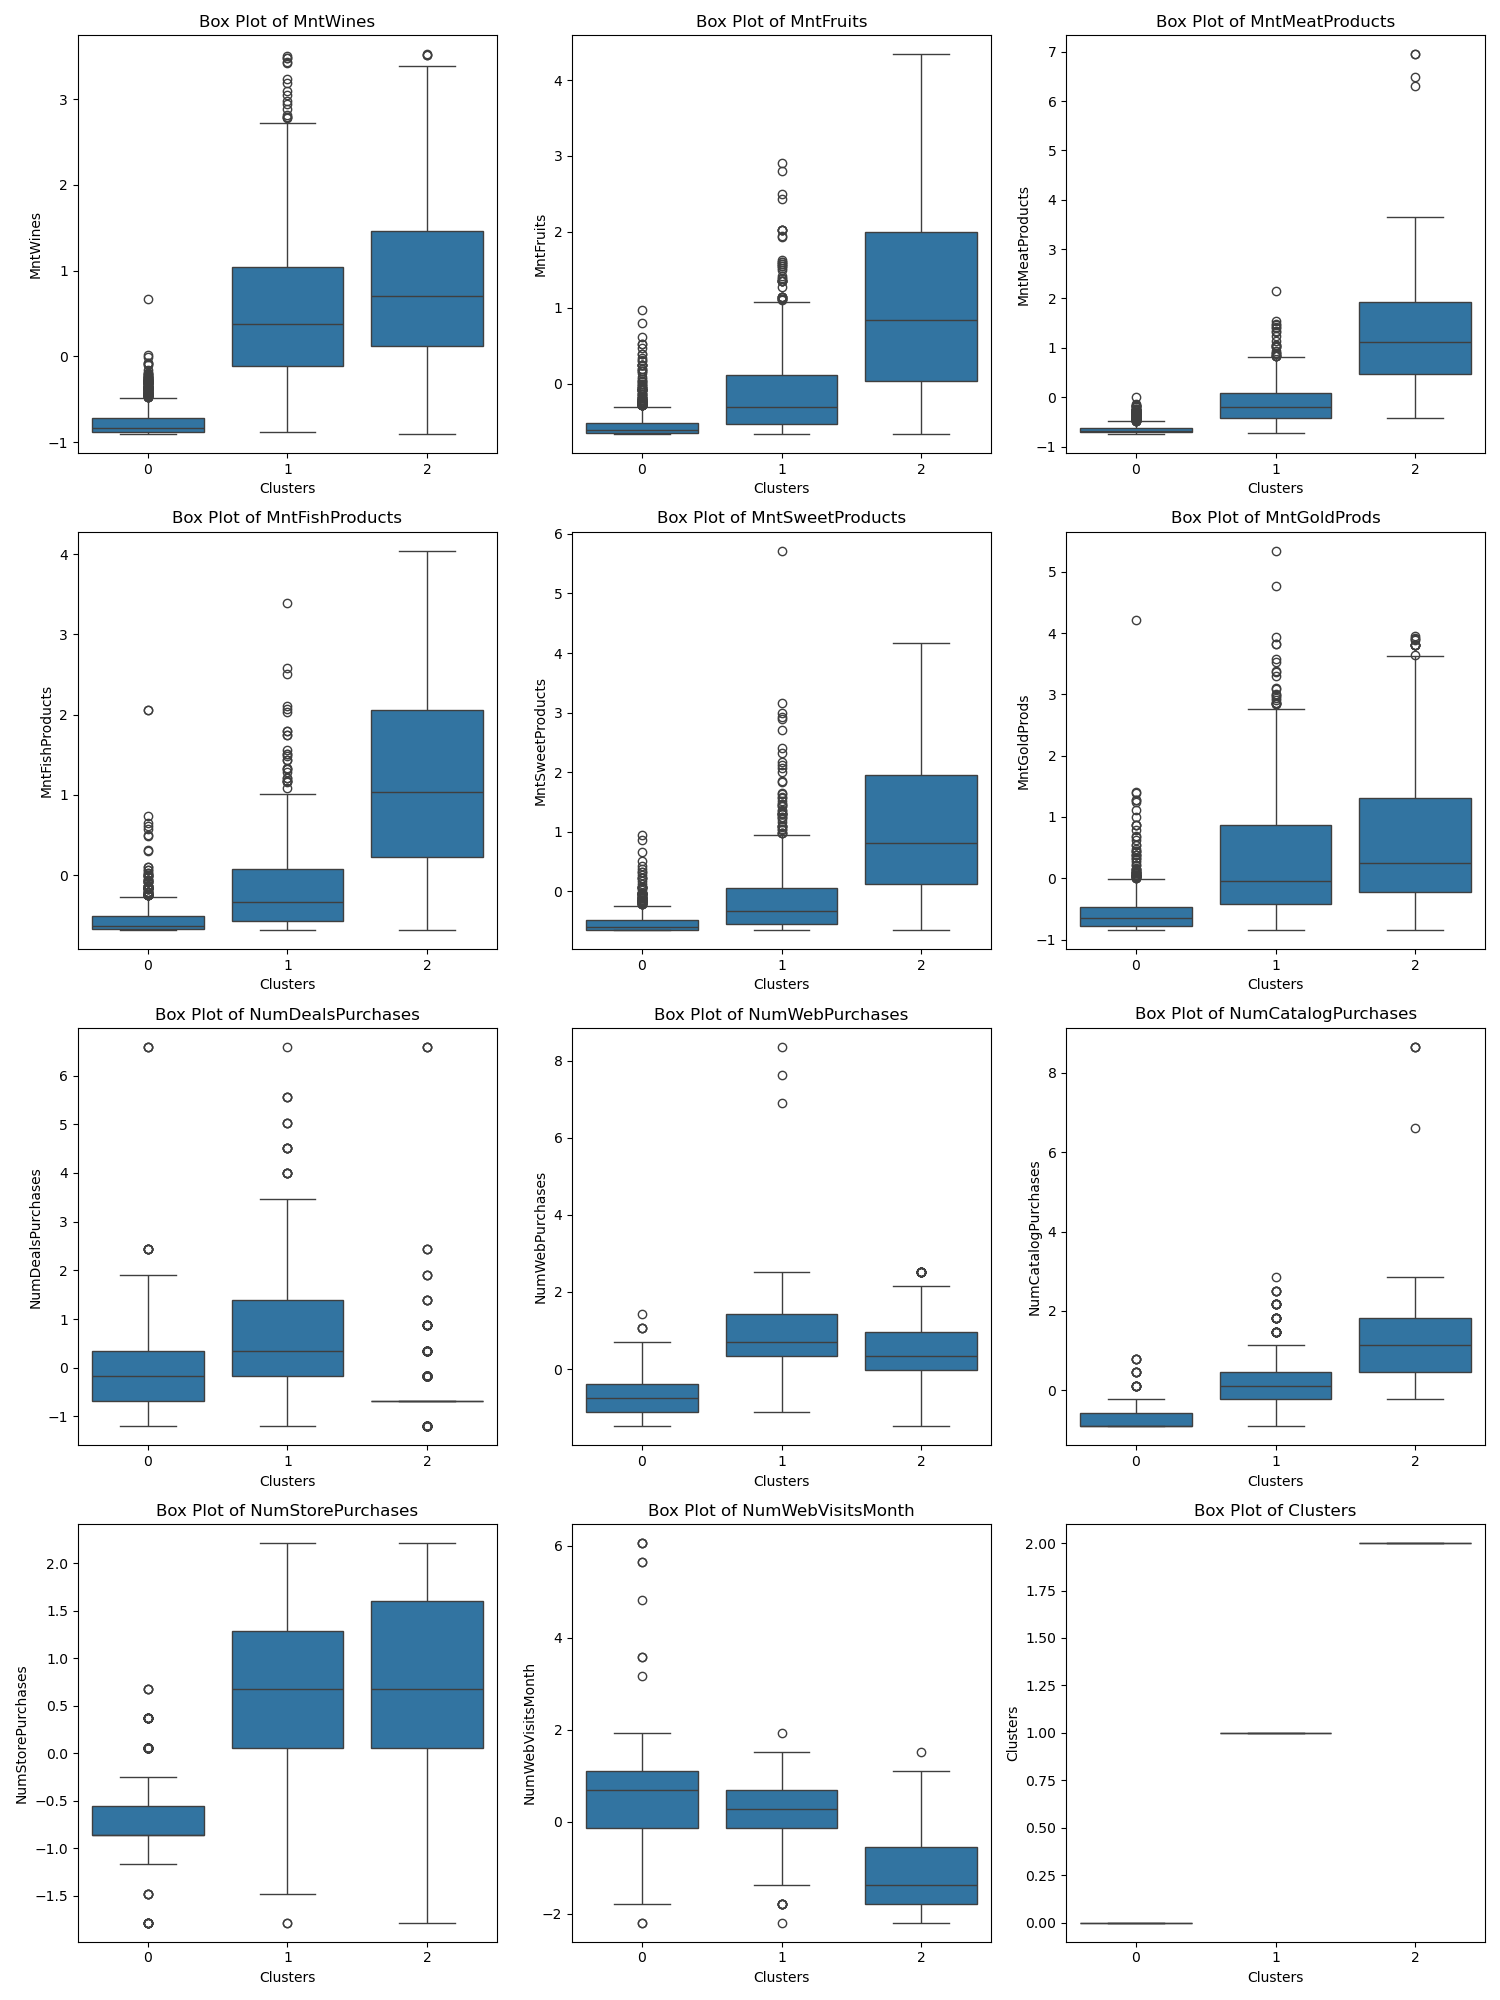 Box Plot of MntWines
3
2
1
0
−1
MntWines
0 1 2
Clusters
Box Plot of MntFruits
4
3
2
1
0
MntFruits
0 1 2
Clusters
Box Plot of MntMeatProducts
7
6
5
4
3
2
1
0
−1
MntMeatProducts
0 1 2
Clusters
Box Plot of MntFishProducts
4
3
2
1
0
MntFishProducts
0 1 2
Clusters
Box Plot of MntSweetProducts
6
5
4
3
2
1
0
MntSweetProducts
0 1 2
Clusters
Box Plot of MntGoldProds
5
4
3
2
1
0
−1
MntGoldProds
0 1 2
Clusters
Box Plot of NumDealsPurchases
6
5
4
3
2
1
0
−1
NumDealsPurchases
0 1 2
Clusters
Box Plot of NumWebPurchases
8
6
4
2
0
NumWebPurchases
0 1 2
Clusters
Box Plot of NumCatalogPurchases
8
6
4
2
0
NumCatalogPurchases
0 1 2
Clusters
Box Plot of NumStorePurchases
2.0
1.5
1.0
0.5
0.0
−0.5
−1.0
−1.5
NumStorePurchases
0 1 2
Clusters
Box Plot of NumWebVisitsMonth
6
4
2
0
−2
NumWebVisitsMonth
0 1 2
Clusters
Box Plot of Clusters
2.00
1.75
1.50
1.25
1.00
0.75
0.50
0.25
0.00
Clusters
0 1 2
Clusters